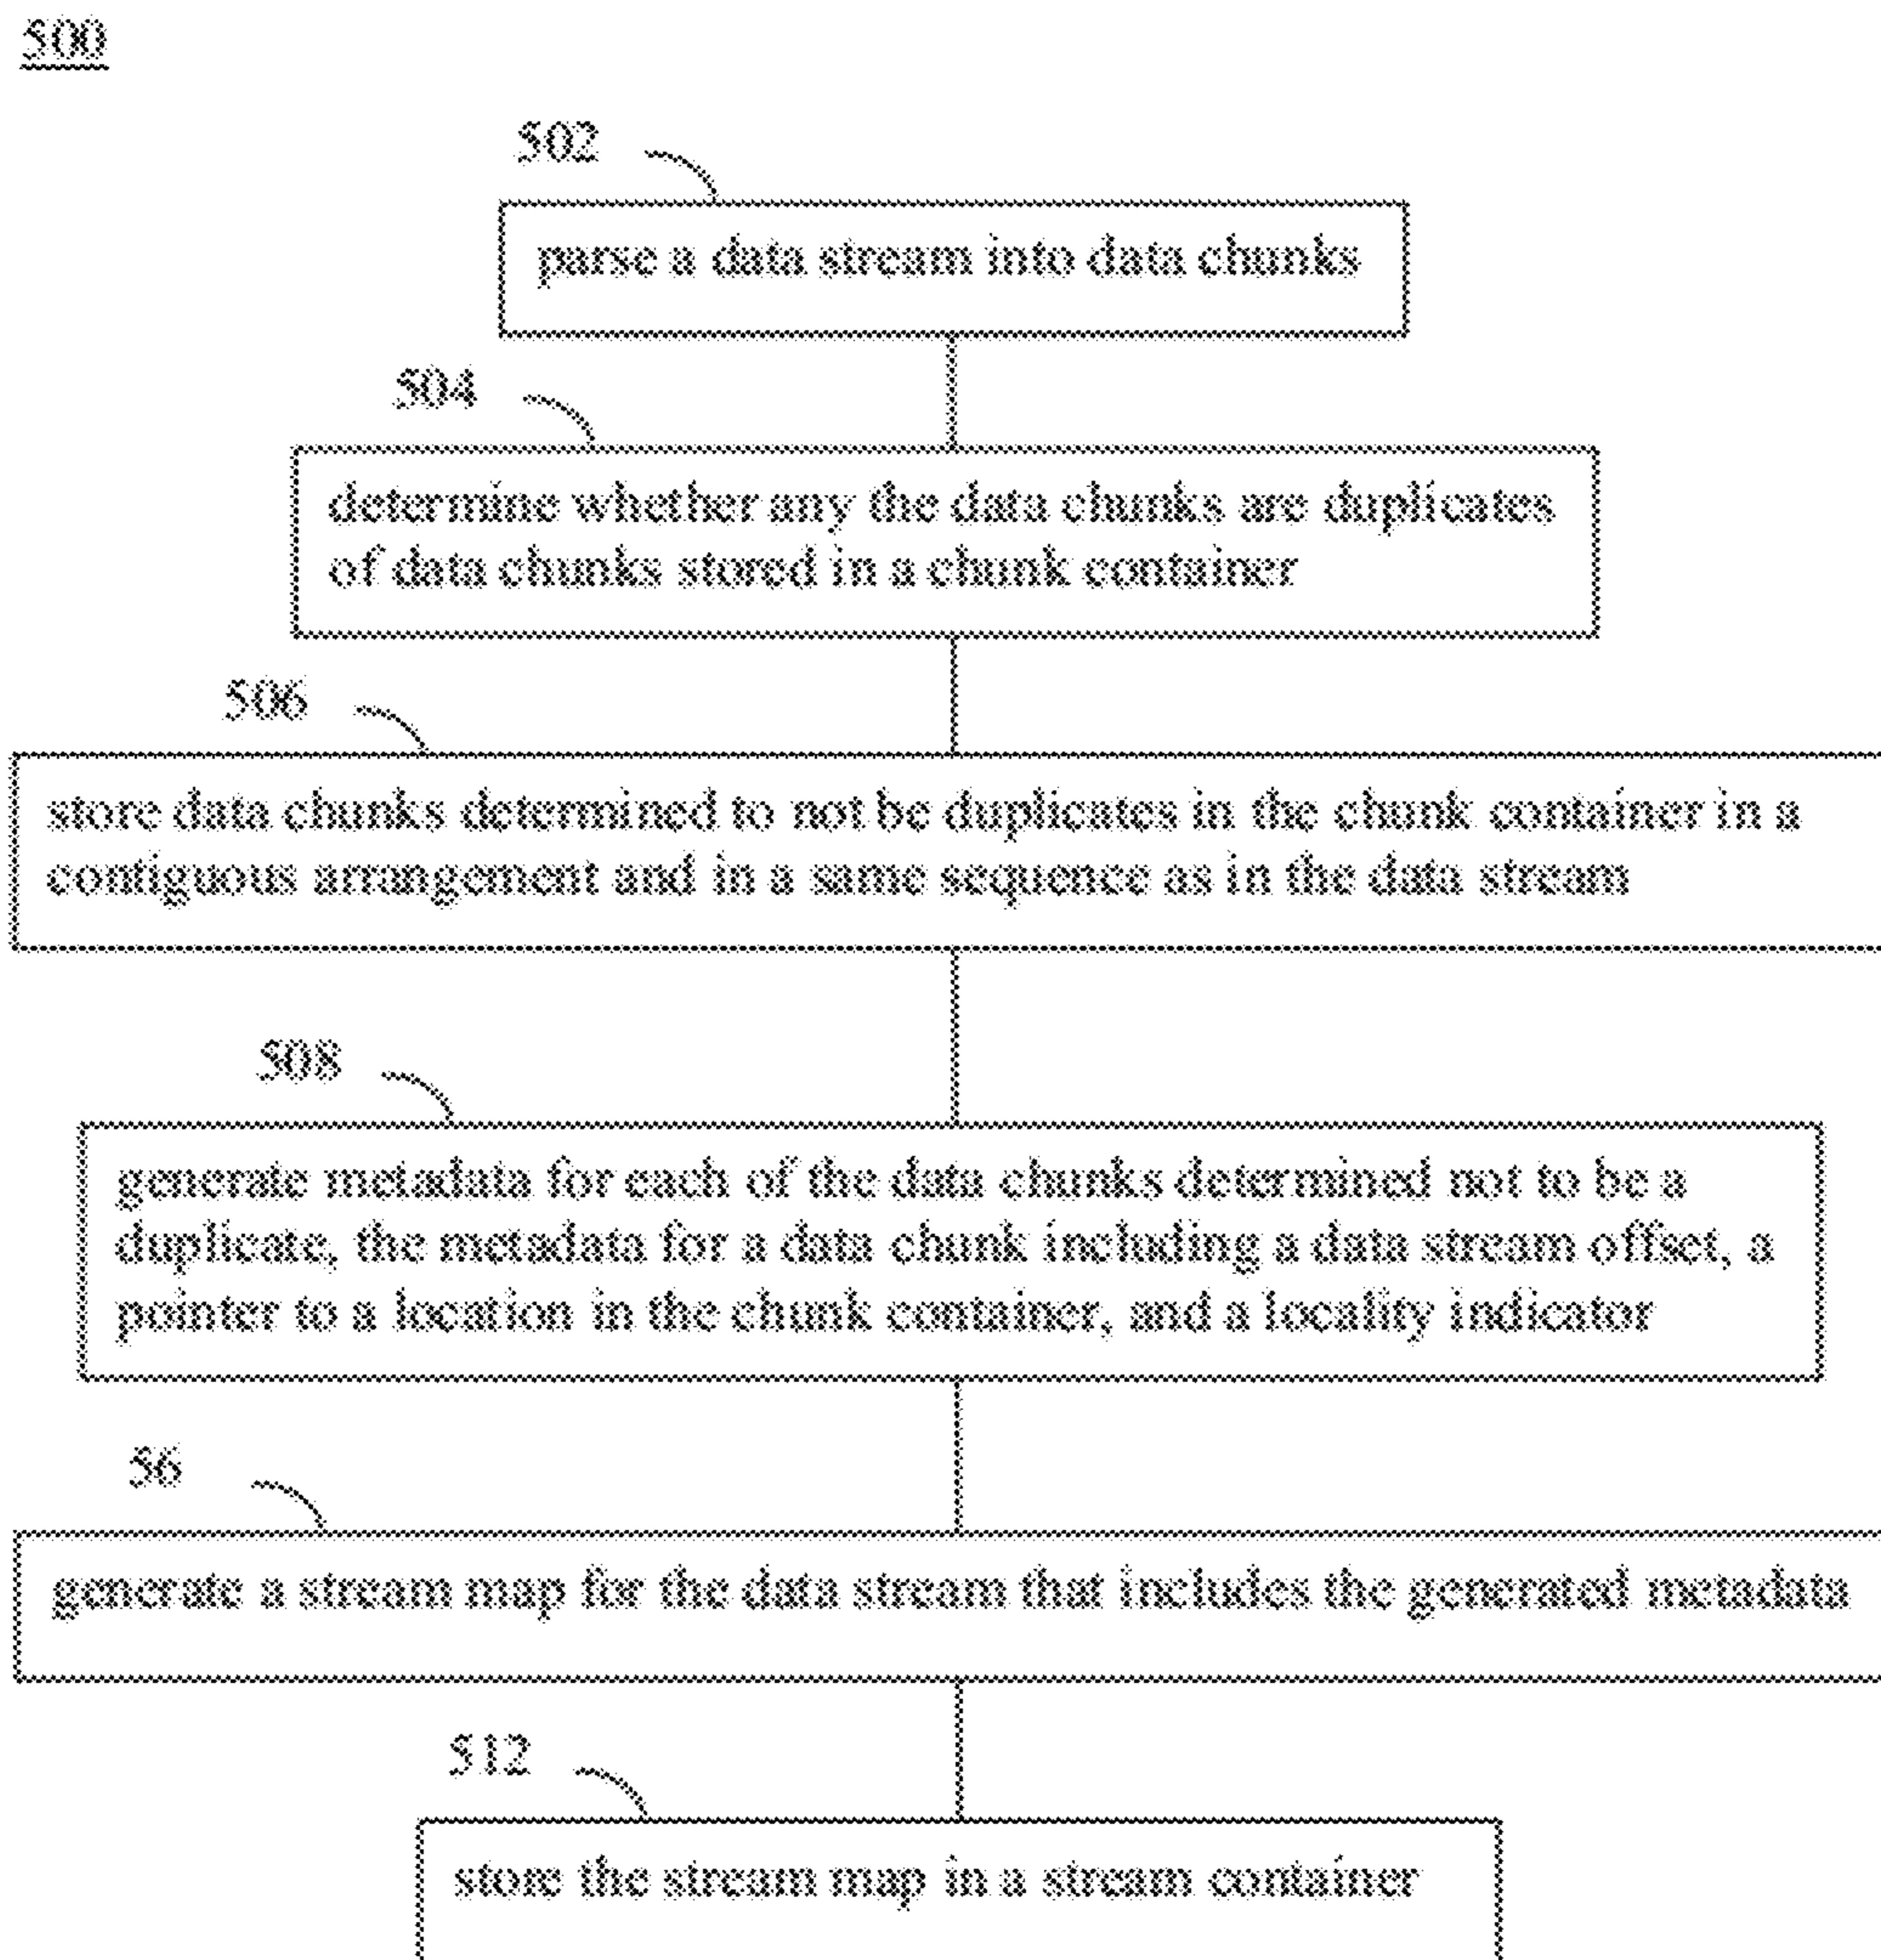 500
502
parse a data stream into data chunks
504
determine whether any the data chunks are duplicates
of data chunks stored in a chunk container
506
store data chunks determined to not be duplicates in the chunk container in a
contiguous arrangement and in a same sequence as in the data stream
508
generate metadata for each of the data chunks determined not to be a
duplicate, the metadata for a data chunk including a data stream offset, a
pointer to a location in the chunk container, and a locality indicator
56
generate a stream map for the data stream that includes the generated metadata
512
store the stream map in a stream container